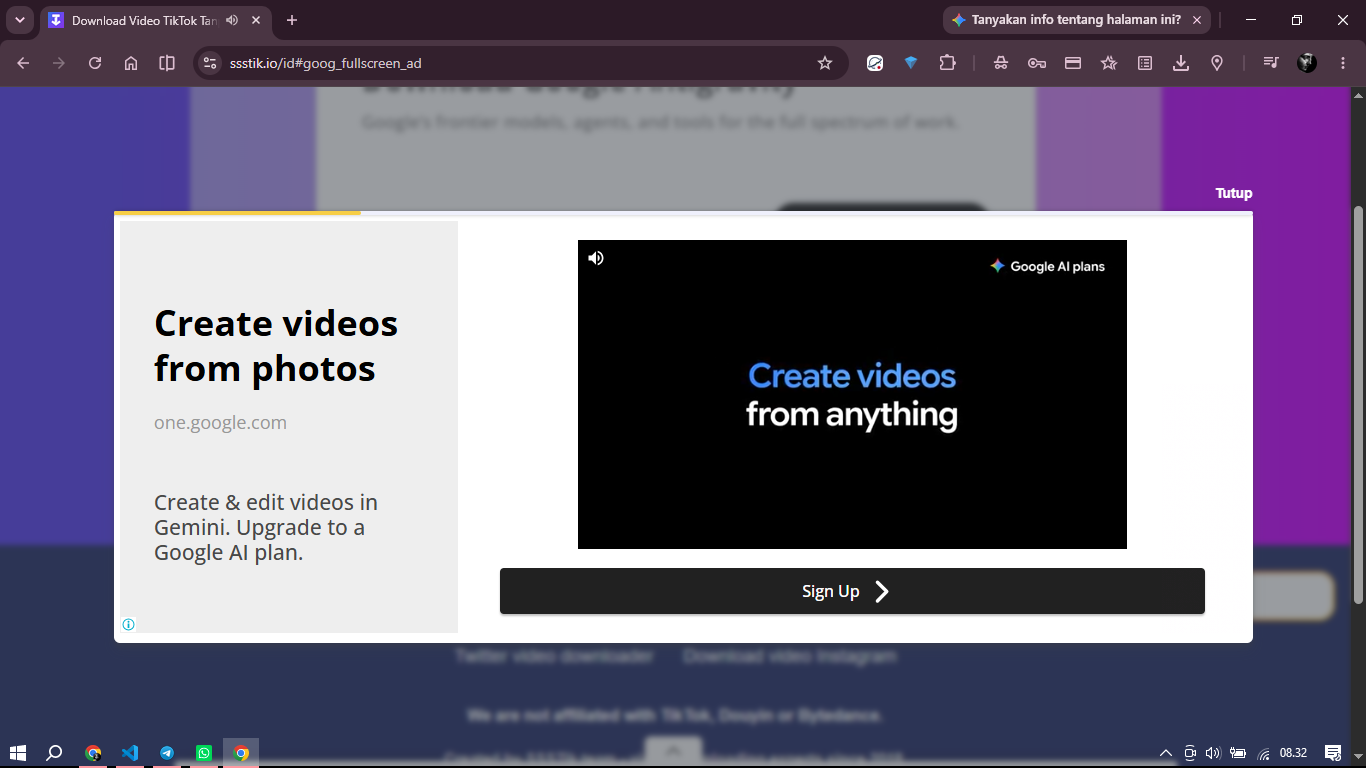 Download Video TikTok Tan
Tanyakan info tentang halaman ini?
ssstik.io/id#goog_fullscreen_ad
Google's frontier models, agents, and tools for the full spectrum of work.
Tutup
Create videos
from photos
one.google.com
Create & edit videos in
Gemini. Upgrade to a
Google AI plan.
Google AI plans
Create videos
from anything
Sign Up
Twitter video downloader
Download video Instagram
We are not affiliated with TikTok, Douyin or Bytedance.
08.32